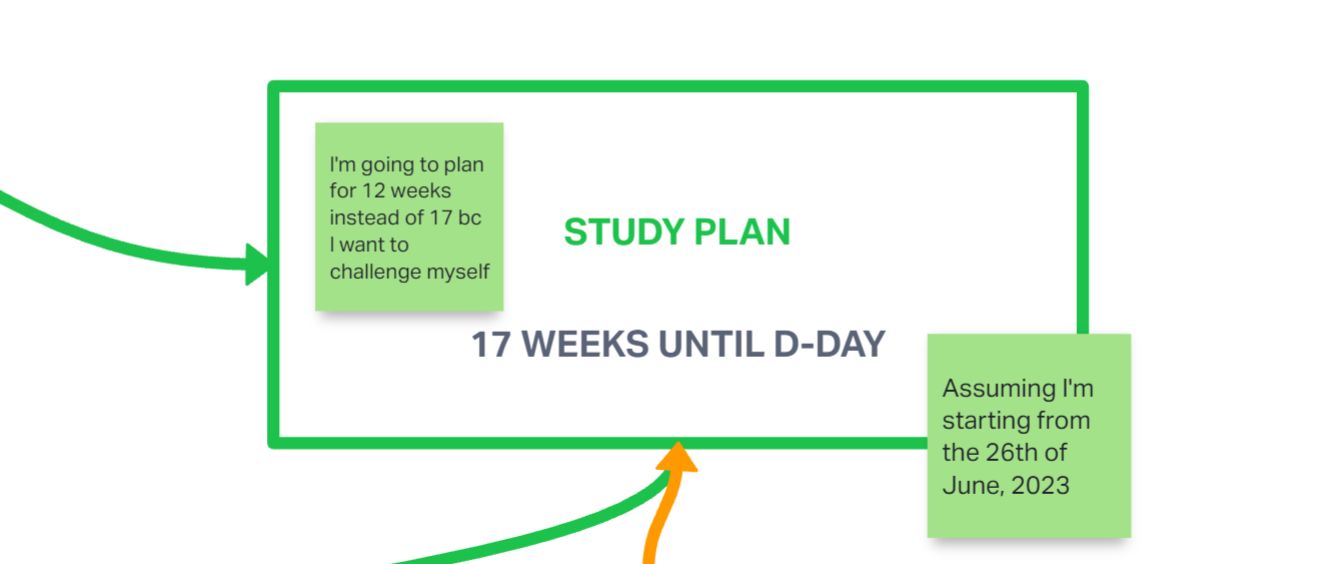 I'm going to plan
for 12 weeks
instead of 17 bc
I want to
challenge myself
STUDY PLAN
17 WEEKS UNTIL D-DAY
Assuming I'm
starting from
the 26th of
June, 2023